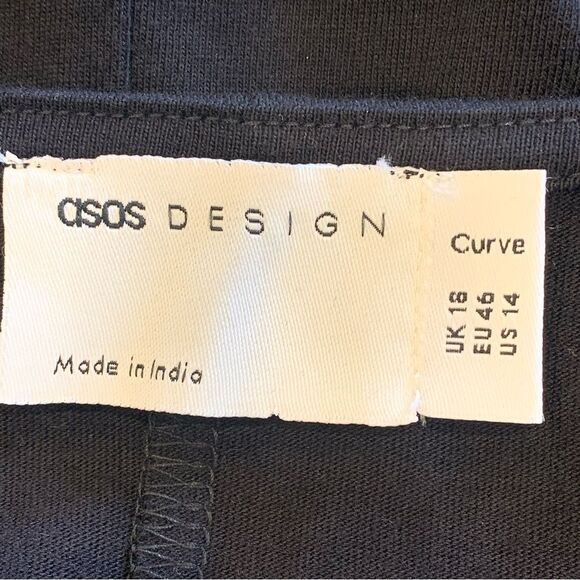 asos DESIGN
Made in India
Curve
UK 18
EU 46
US 14